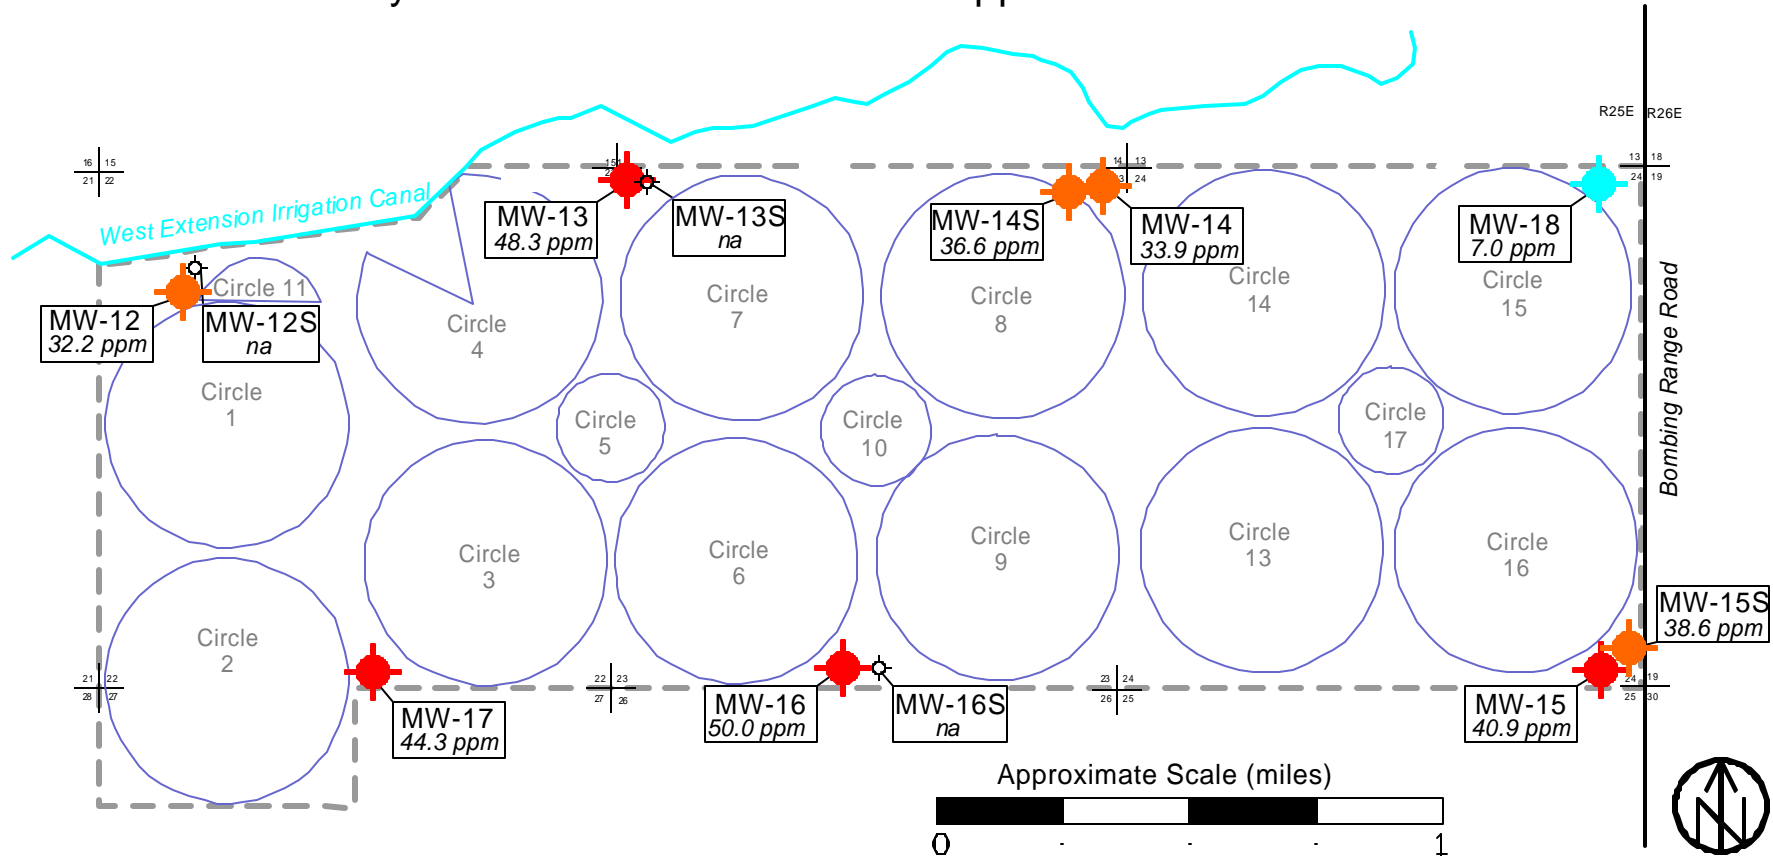 R25E R26E
16 15
21 22
15
14 13
24
13 18
24 19
West Extension Irrigation Canal
MW-13
48.3 ppm
MW-13S
na
MW-14S
36.6 ppm
MW-14
33.9 ppm
MW-18
7.0 ppm
MW-12
32.2 ppm
MW-12S
na
Circle 11
Circle
4
Circle
7
Circle
8
Circle
14
Circle
15
Bombing Range Road
Circle
1
Circle
5
Circle
10
Circle
17
Circle
3
Circle
6
Circle
9
Circle
13
Circle
16
Circle
2
MW-15S
38.6 ppm
21 22
28 27
22 23
27 26
23 24
26 25
24 19
25 30
MW-17
44.3 ppm
MW-16
50.0 ppm
MW-16S
na
MW-15
40.9 ppm
Approximate Scale (miles)
0 1
N